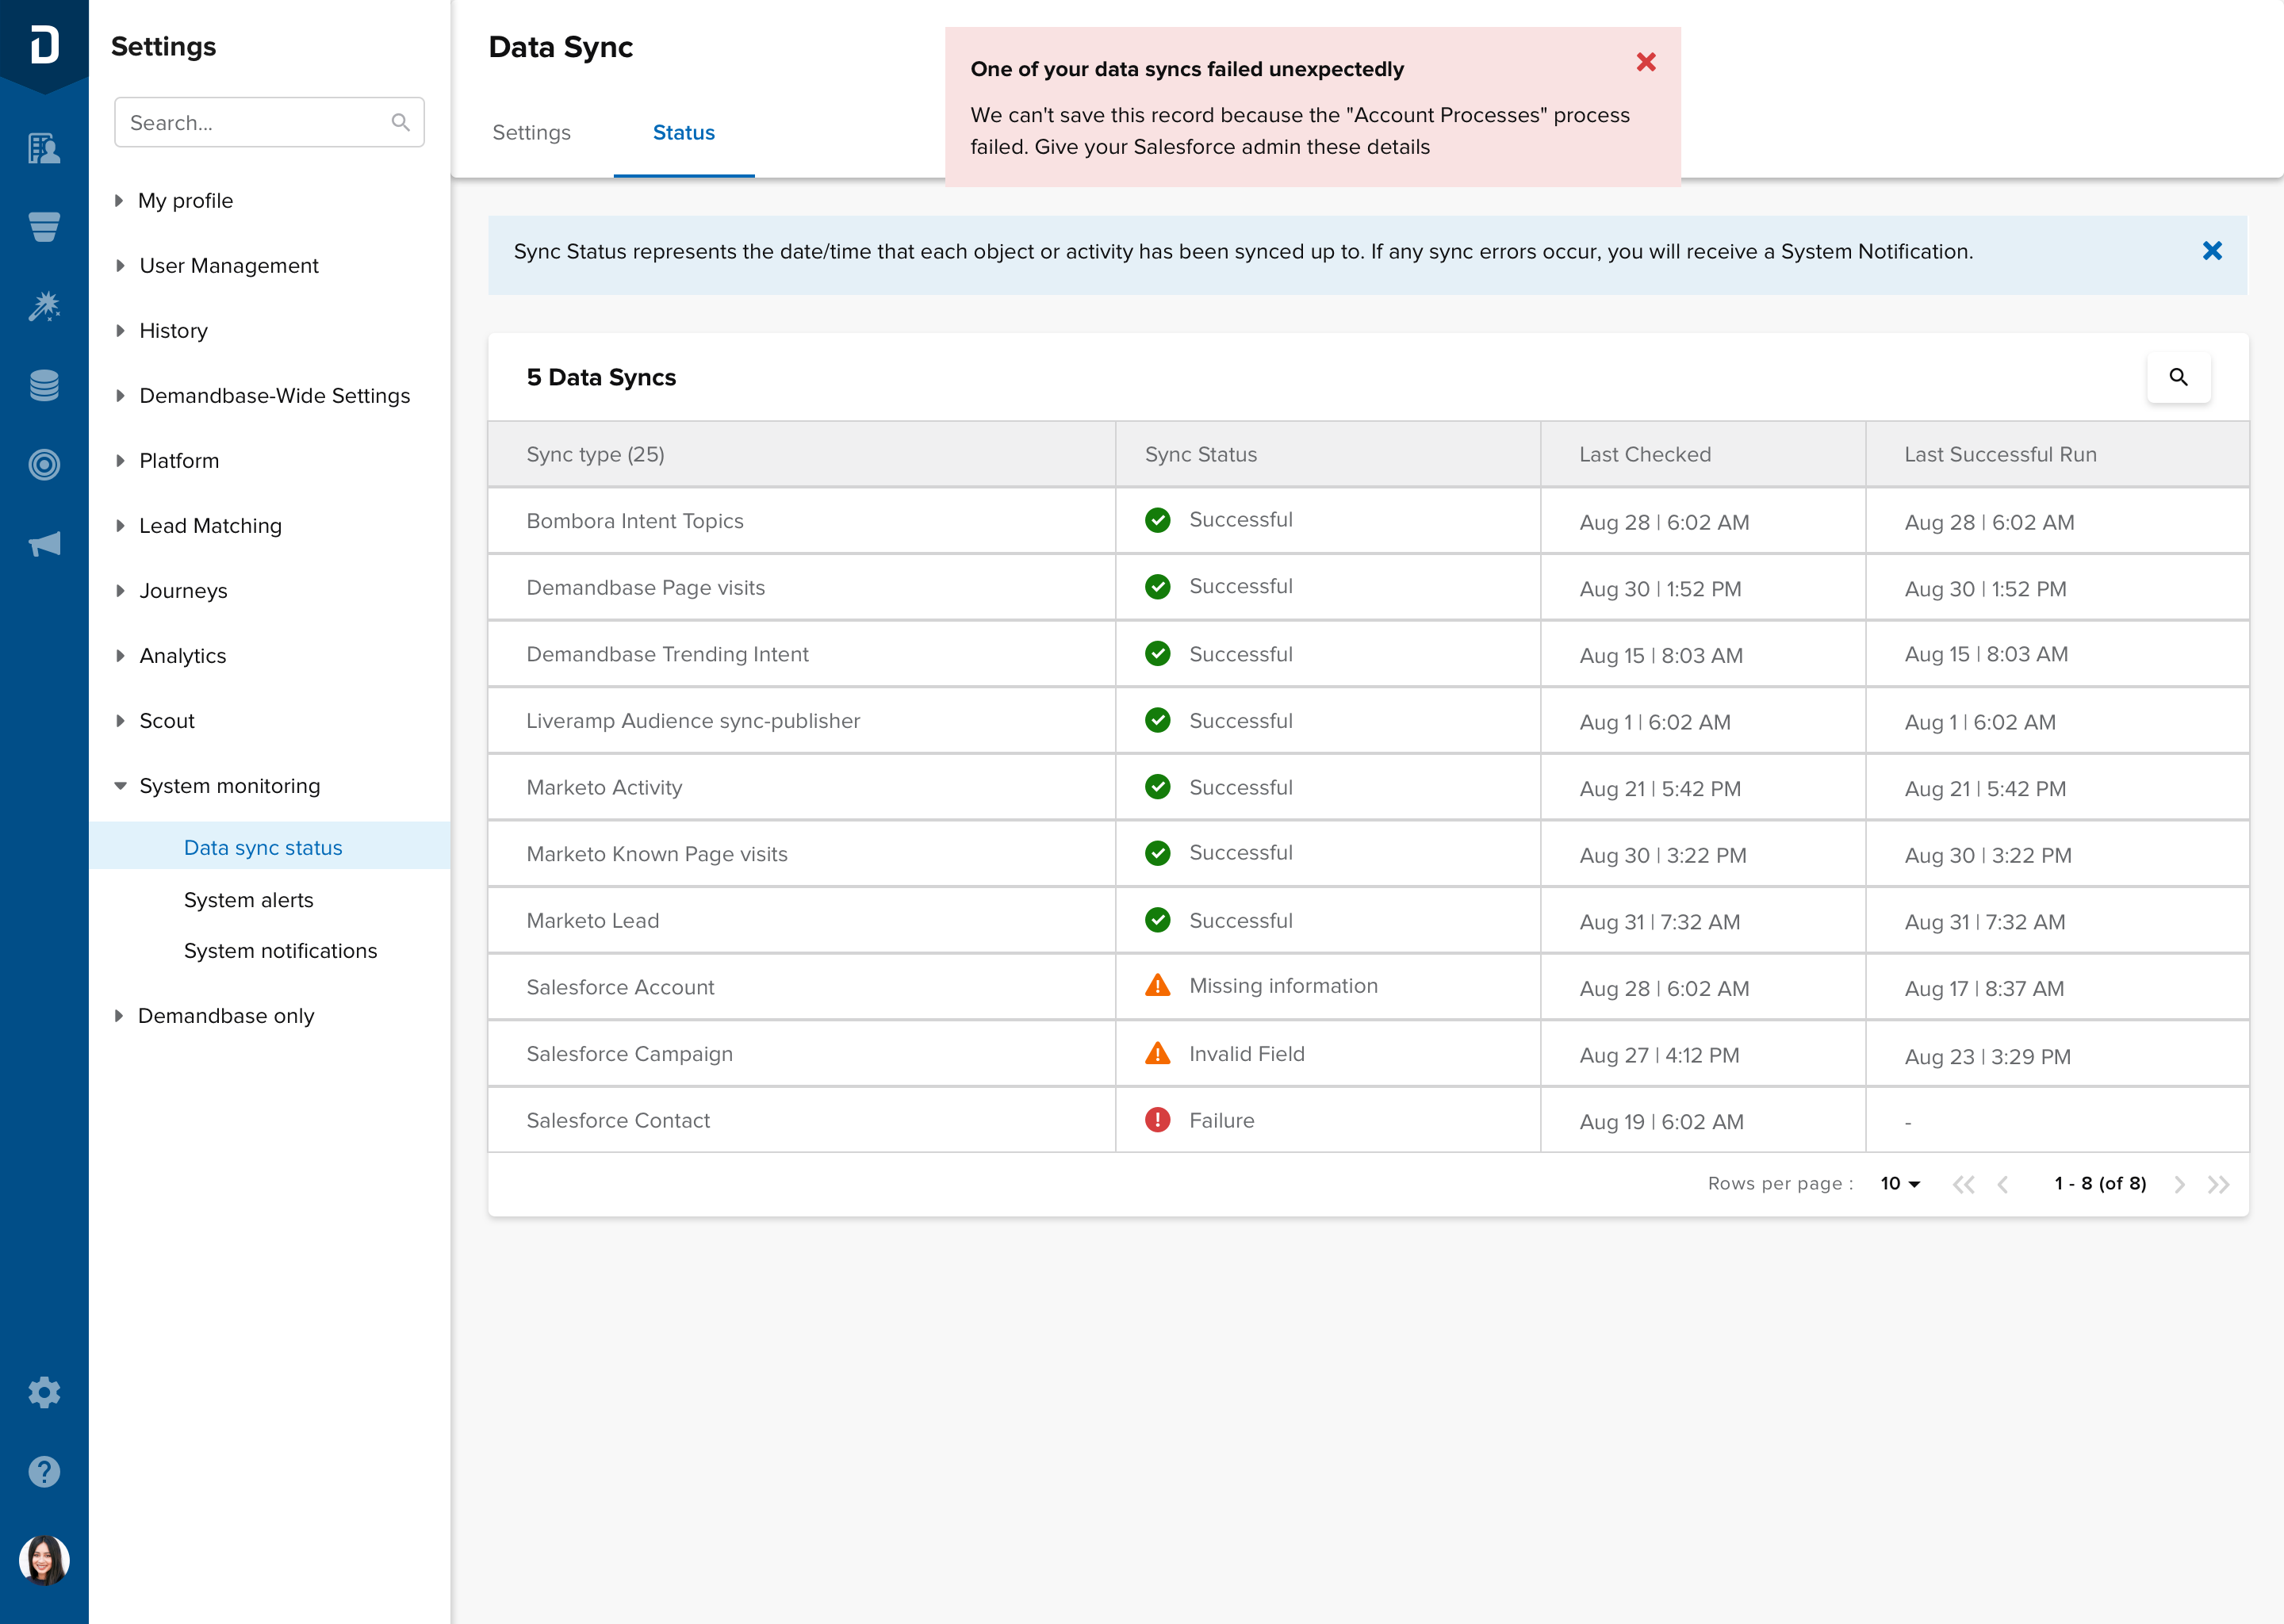 Settings
Search...
My profile
User Management
History
Demandbase-Wide Settings
Platform
Lead Matching
Journeys
Analytics
Scout
System monitoring
Data sync status
System alerts
System notifications
Demandbase only
Data Sync
Settings Status
One of your data syncs failed unexpectedly
We can't save this record because the "Account Processes" process
failed. Give your Salesforce admin these details
Sync Status represents the date/time that each object or activity has been synced up to. If any sync errors occur, you will receive a System Notification.
5 Data Syncs
Sync type (25) Sync Status Last Checked Last Successful Run
Bombora Intent Topics Successful Aug 28 | 6:02 AM Aug 28 | 6:02 AM
Demandbase Page visits Successful Aug 30 | 1:52 PM Aug 30 | 1:52 PM
Demandbase Trending Intent Successful Aug 15 | 8:03 AM Aug 15 | 8:03 AM
Liveramp Audience sync-publisher Successful Aug 1 | 6:02 AM Aug 1 | 6:02 AM
Marketo Activity Successful Aug 21 | 5:42 PM Aug 21 | 5:42 PM
Marketo Known Page visits Successful Aug 30 | 3:22 PM Aug 30 | 3:22 PM
Marketo Lead Successful Aug 31 | 7:32 AM Aug 31 | 7:32 AM
Salesforce Account Missing information Aug 28 | 6:02 AM Aug 17 | 8:37 AM
Salesforce Campaign Invalid Field Aug 27 | 4:12 PM Aug 23 | 3:29 PM
Salesforce Contact Failure Aug 19 | 6:02 AM -
Rows per page : 10 1 - 8 (of 8)